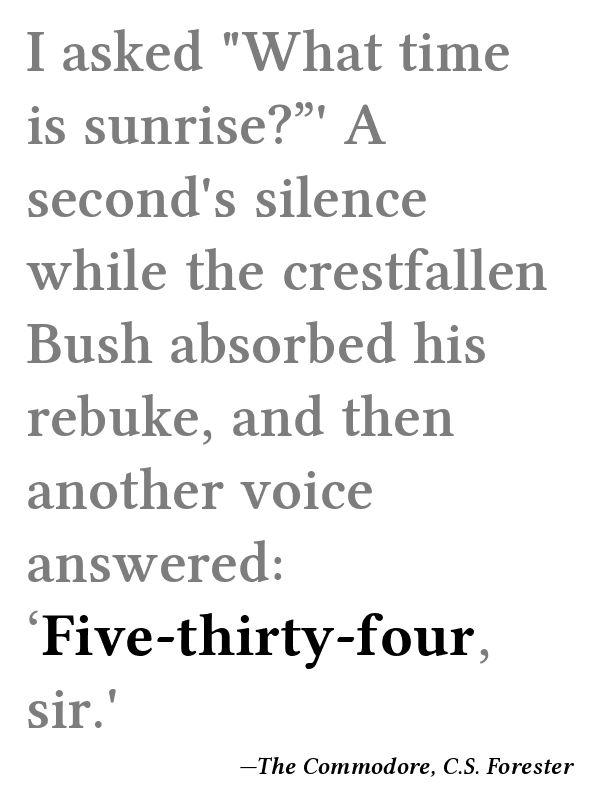 I asked "What time
is sunrise?”' A
second's silence
while the crestfallen
Bush absorbed his
rebuke, and then
another voice
answered:
‘Five-thirty-four,
sir.'
—The Commodore, C.S. Forester